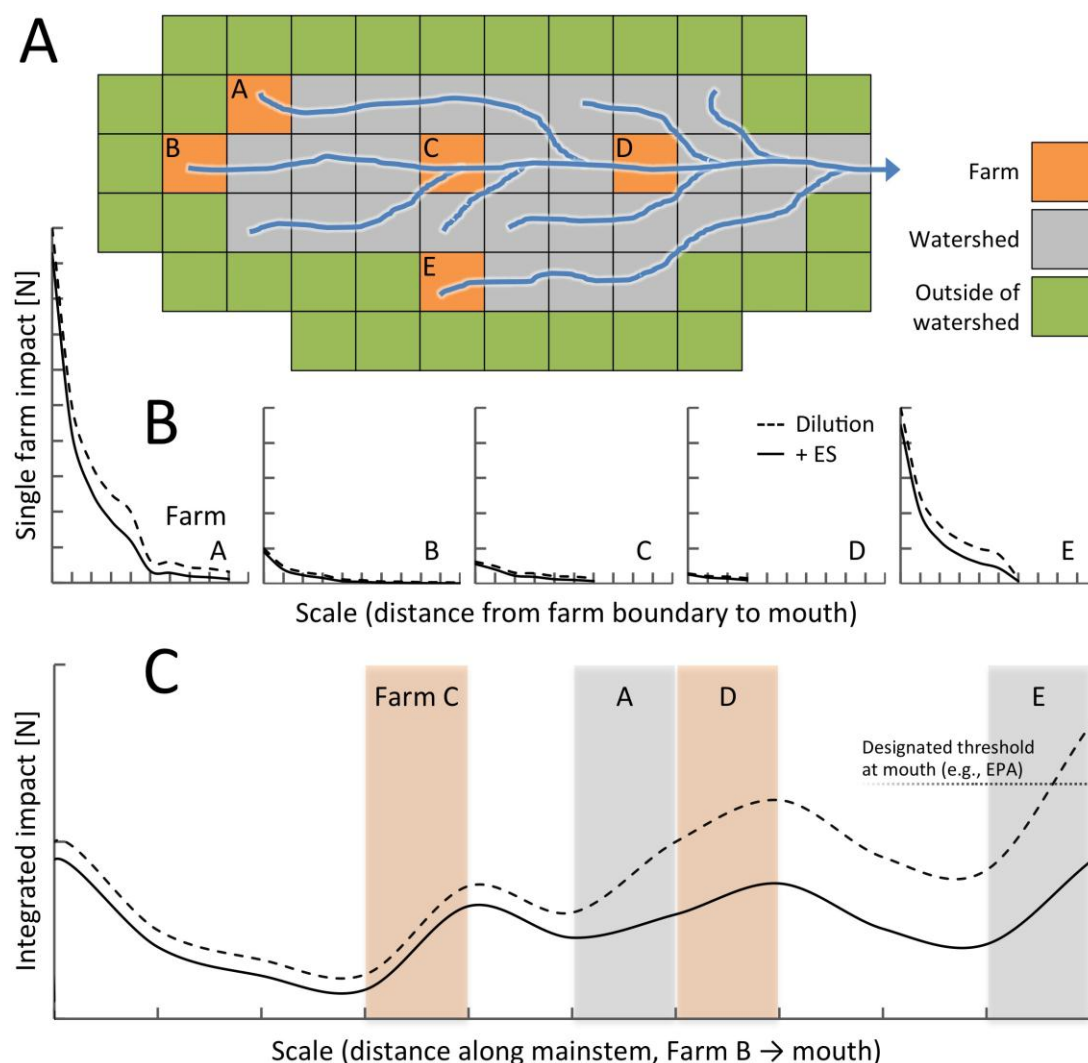 A
A
B
C
D
E
Farm
Watershed
Outside of
watershed
Single farm impact [N]
B
Dilution
+ ES
Farm
A
B
C
D
E
Scale (distance from farm boundary to mouth)
C
Farm C
A
D
E
Designated threshold
at mouth (e.g., EPA)
Integrated impact [N]
Scale (distance along mainstem, Farm B → mouth)